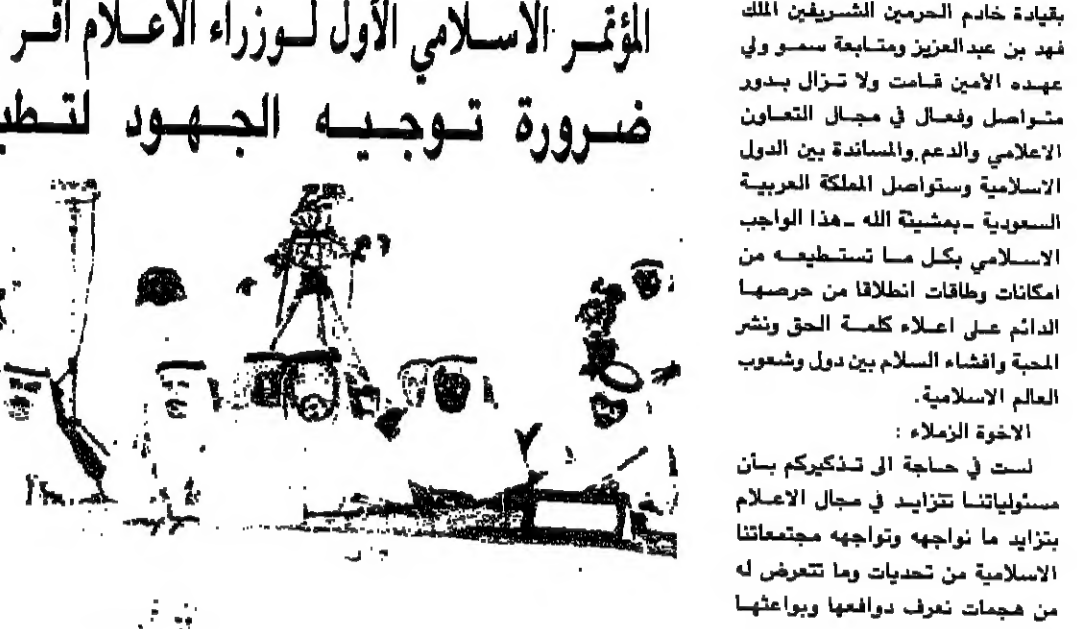 المؤتمر الاسلامي الأول لوزراء الاعلام أقر
ضرورة توجيه الجهود
بقيادة خادم الحرمين الشريفين الملك
فهد بن عبدالعزيز ومتابعة سمو ولي
عهده الأمين قامت ولا تزال بدور
متواصل وفعال في مجال التعاون
الاعلامي والدعم والمساندة بين الدول
الاسلامية وستواصل المملكة العربية
السعودية - بمشيئة الله - هذا الواجب
الاسلامي بكل ما تستطيعه من
امكانات وطاقات انطلاقا من حرصها
الدائم على اعلاء كلمة الحق ونشر
المحبة وافشاء السلام بين دول وشعوب
العالم الاسلامية.
الاخوة الزملاء :
لست في حاجة الى تذكيركم بأن
مسئولياتنا تتزايد في مجال الاعلام
بتزايد ما نواجهه وتواجهه مجتمعاتنا
الاسلامية من تحديات وما تتعرض له
من هجمات نعرف دوافعها وبواعثها